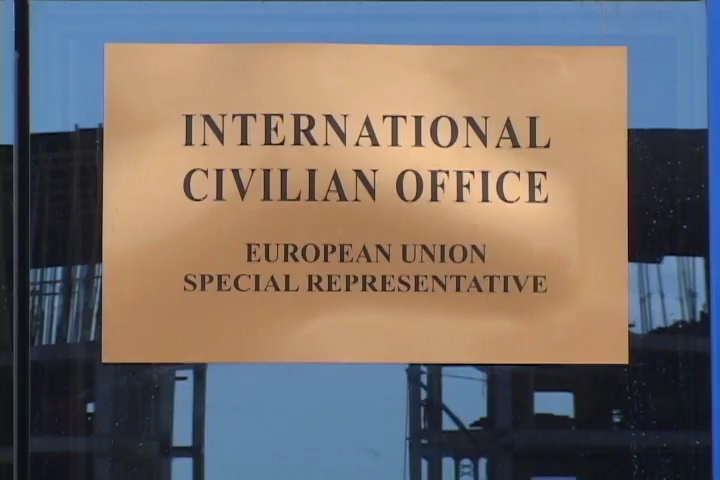 INTERNATIONAL
CIVILIAN OFFICE
EUROPEAN UNION
SPECIAL REPRESENTATIVE